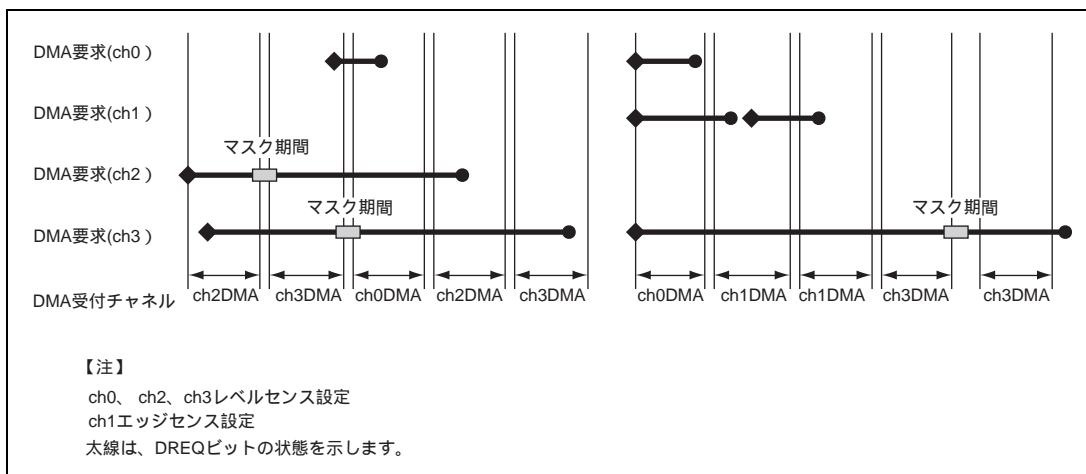 DMA要求(ch0 )
DMA要求(ch1 )
マスク期間
DMA要求(ch2 )
マスク期間
マスク期間
DMA要求(ch3 )
DMA受付チャネル
ch2DMA
ch3DMA
ch0DMA
ch2DMA
ch3DMA
ch0DMA
ch1DMA
ch1DMA
ch3DMA
ch3DMA
【注】
ch0、 ch2、ch3レベルセンス設定
ch1エッジセンス設定
太線は、DREQビットの状態を示します。